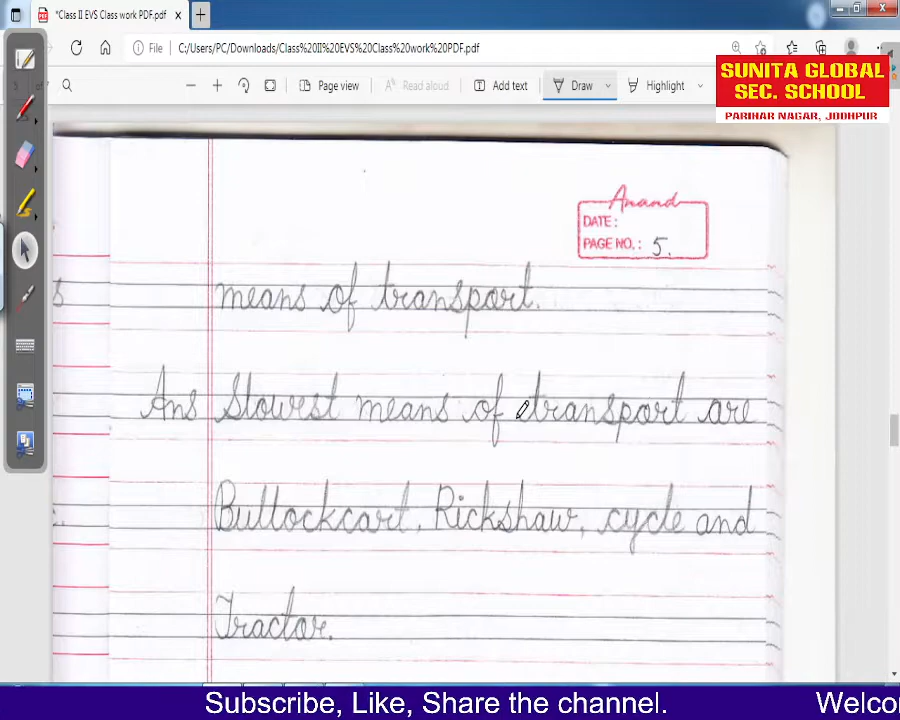 *Class II EVS Class work PDF.pdf
File C:/Users/PC/Downloads/Class%20II%20EVS%20Class%20work%20PDF.pdf
Page view
Read aloud
Add text
Draw
Highlight
SUNITA GLOBAL
SEC. SCHOOL
PARIHAR NAGAR, JODHPUR
Anand
DATE:
PAGE NO.: 5.
means of transport.
Ans Slowest means of transport are
Bullockcart, Rickshaw, cycle and
Tractor.
Subscribe, Like, Share the channel.
Welco